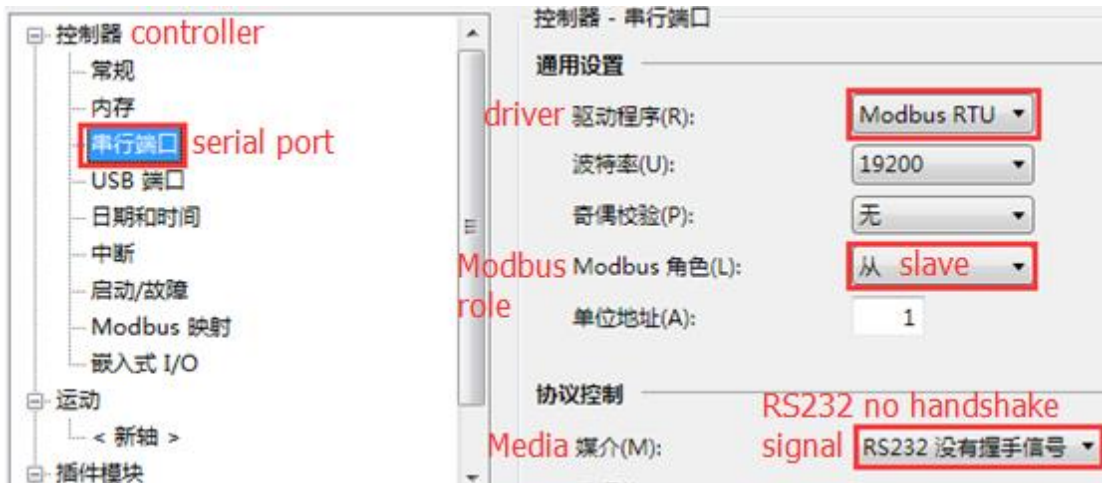 控制器 controller
常规
内存
串行端口 serial port
USB 端口
日期和时间
中断
启动/故障
Modbus 映射
嵌入式 I/O
运动
< 新轴 >
插件模块
控制器 - 串行端口
通用设置
driver 驱动程序(R): Modbus RTU
波特率(U): 19200
奇偶校验(P): 无
Modbus role Modbus 角色(L): 从 slave
单位地址(A): 1
协议控制
RS232 no handshake
Media 媒介(M): signal RS232 没有握手信号